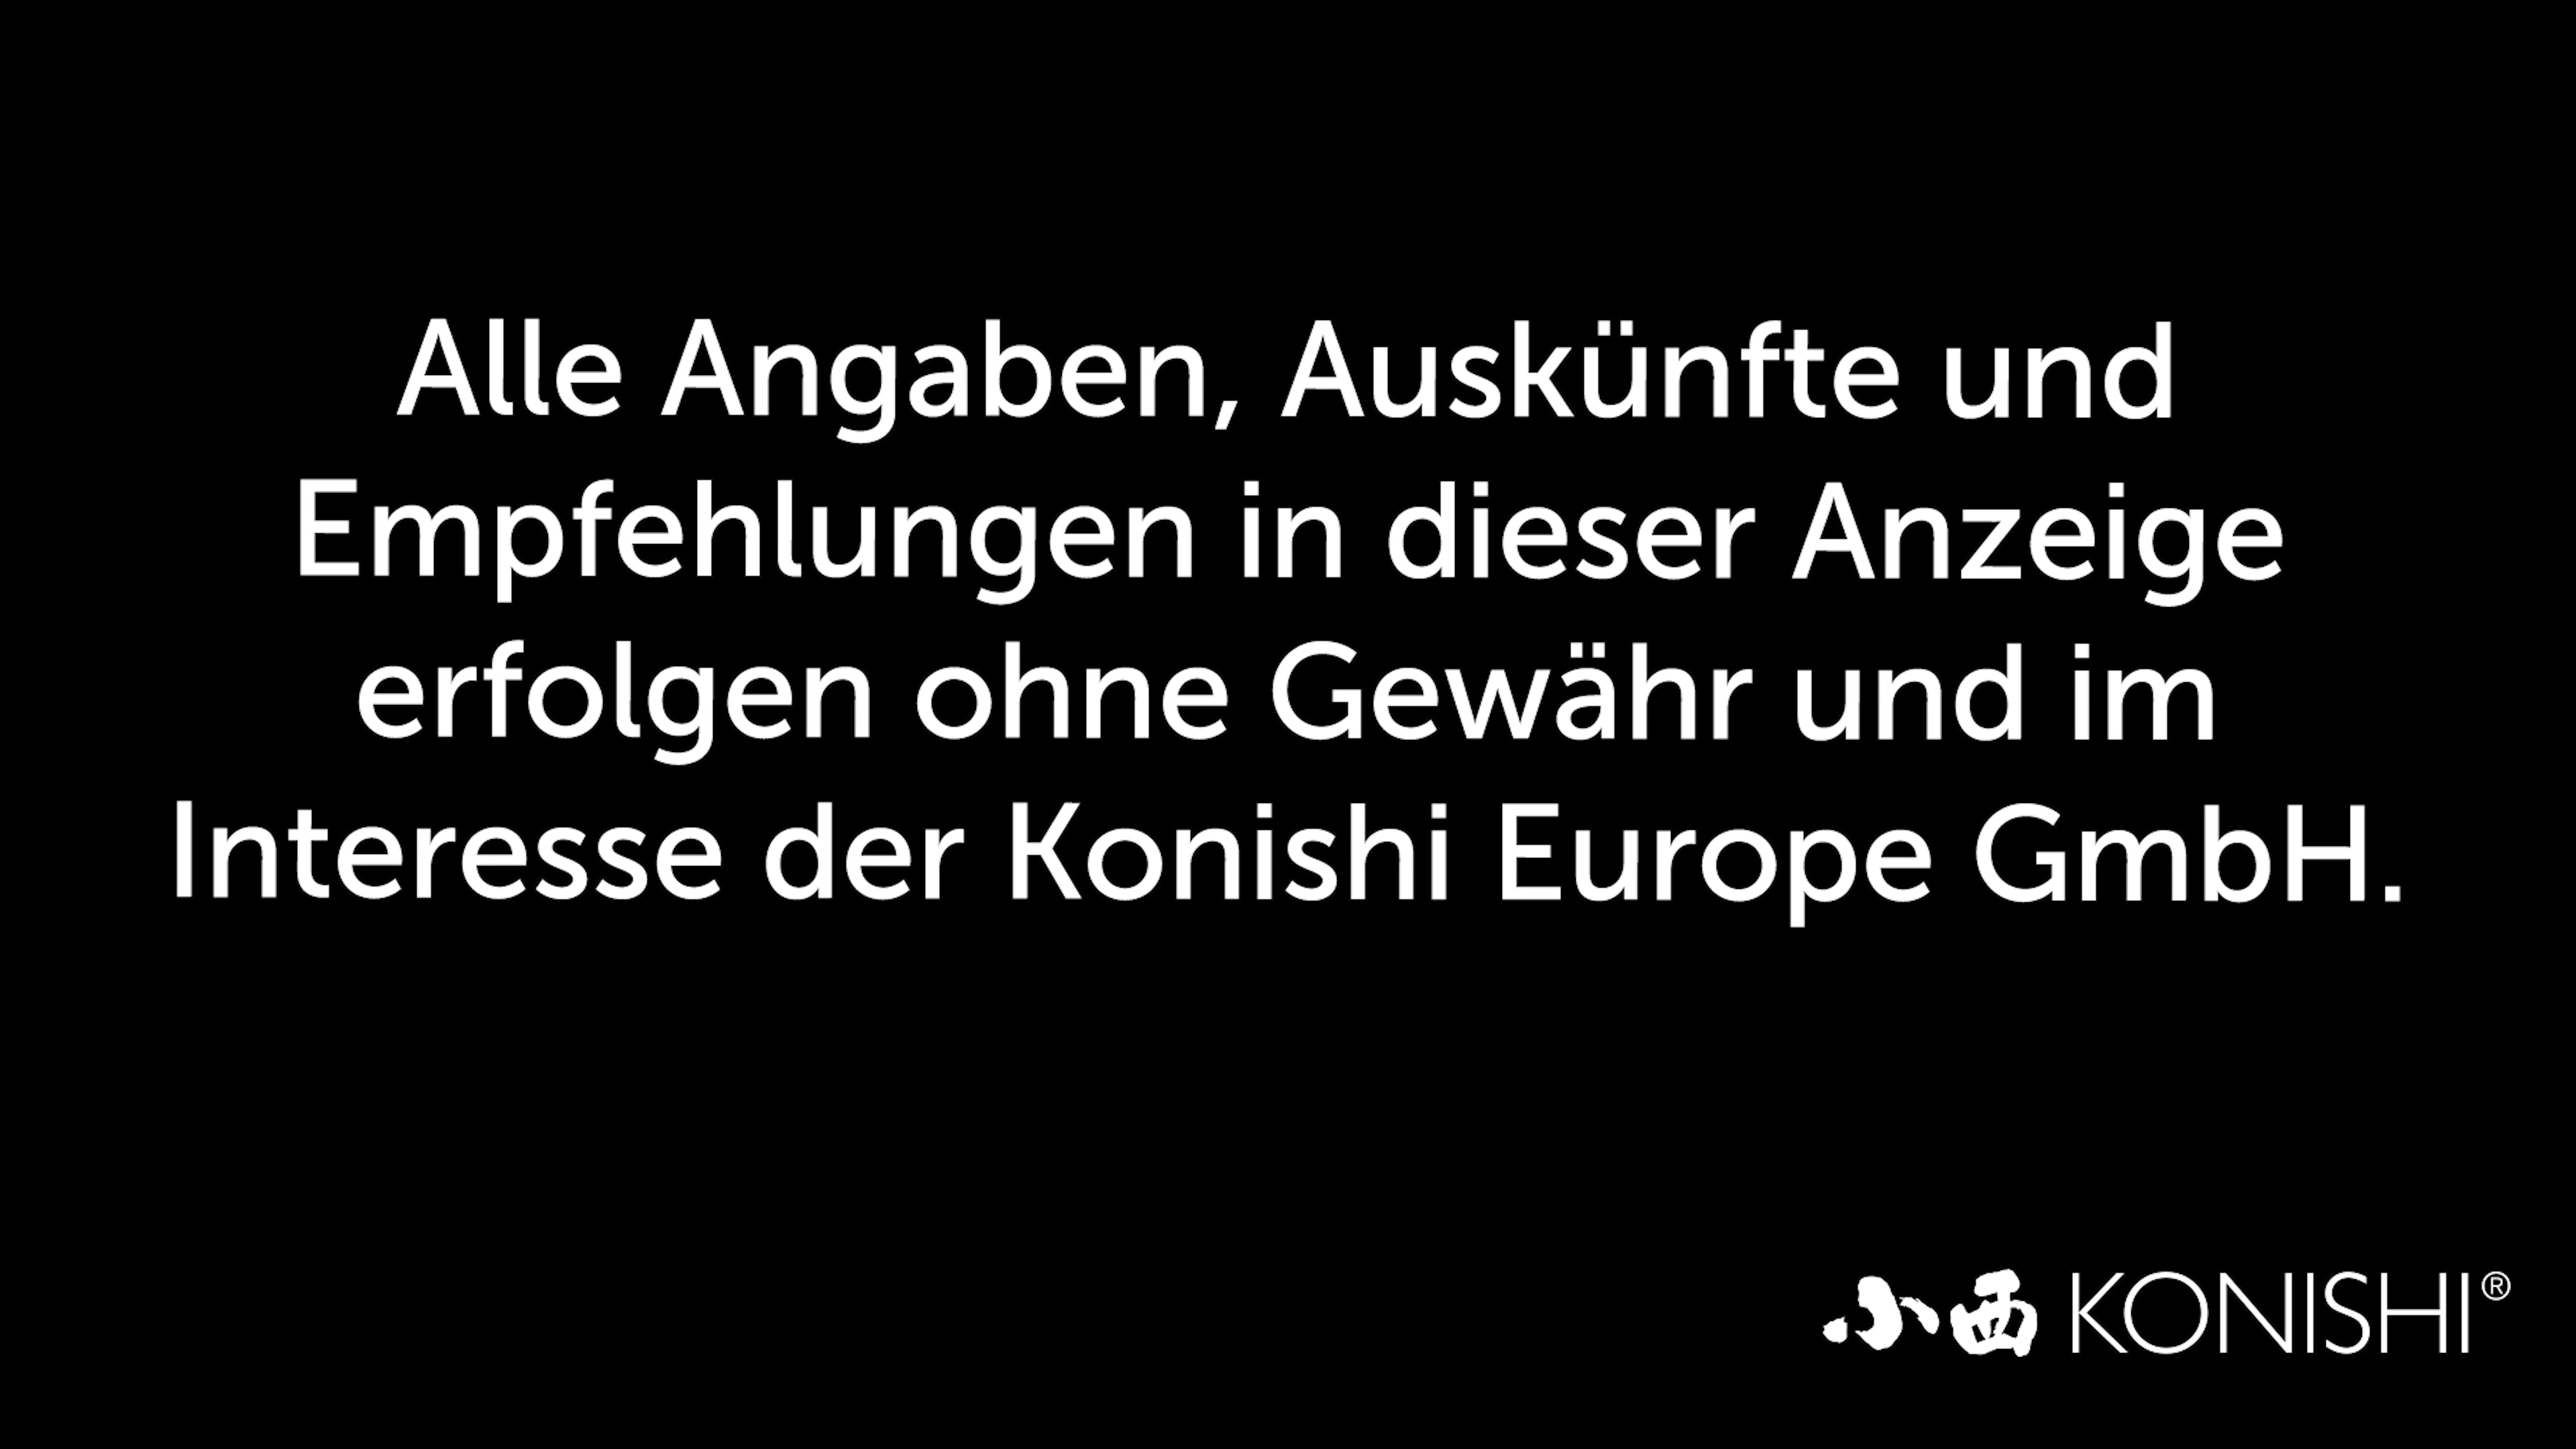 Alle Angaben, Auskünfte und
Empfehlungen in dieser Anzeige
erfolgen ohne Gewähr und im
Interesse der Konishi Europe GmbH.
小西 KONISHI®